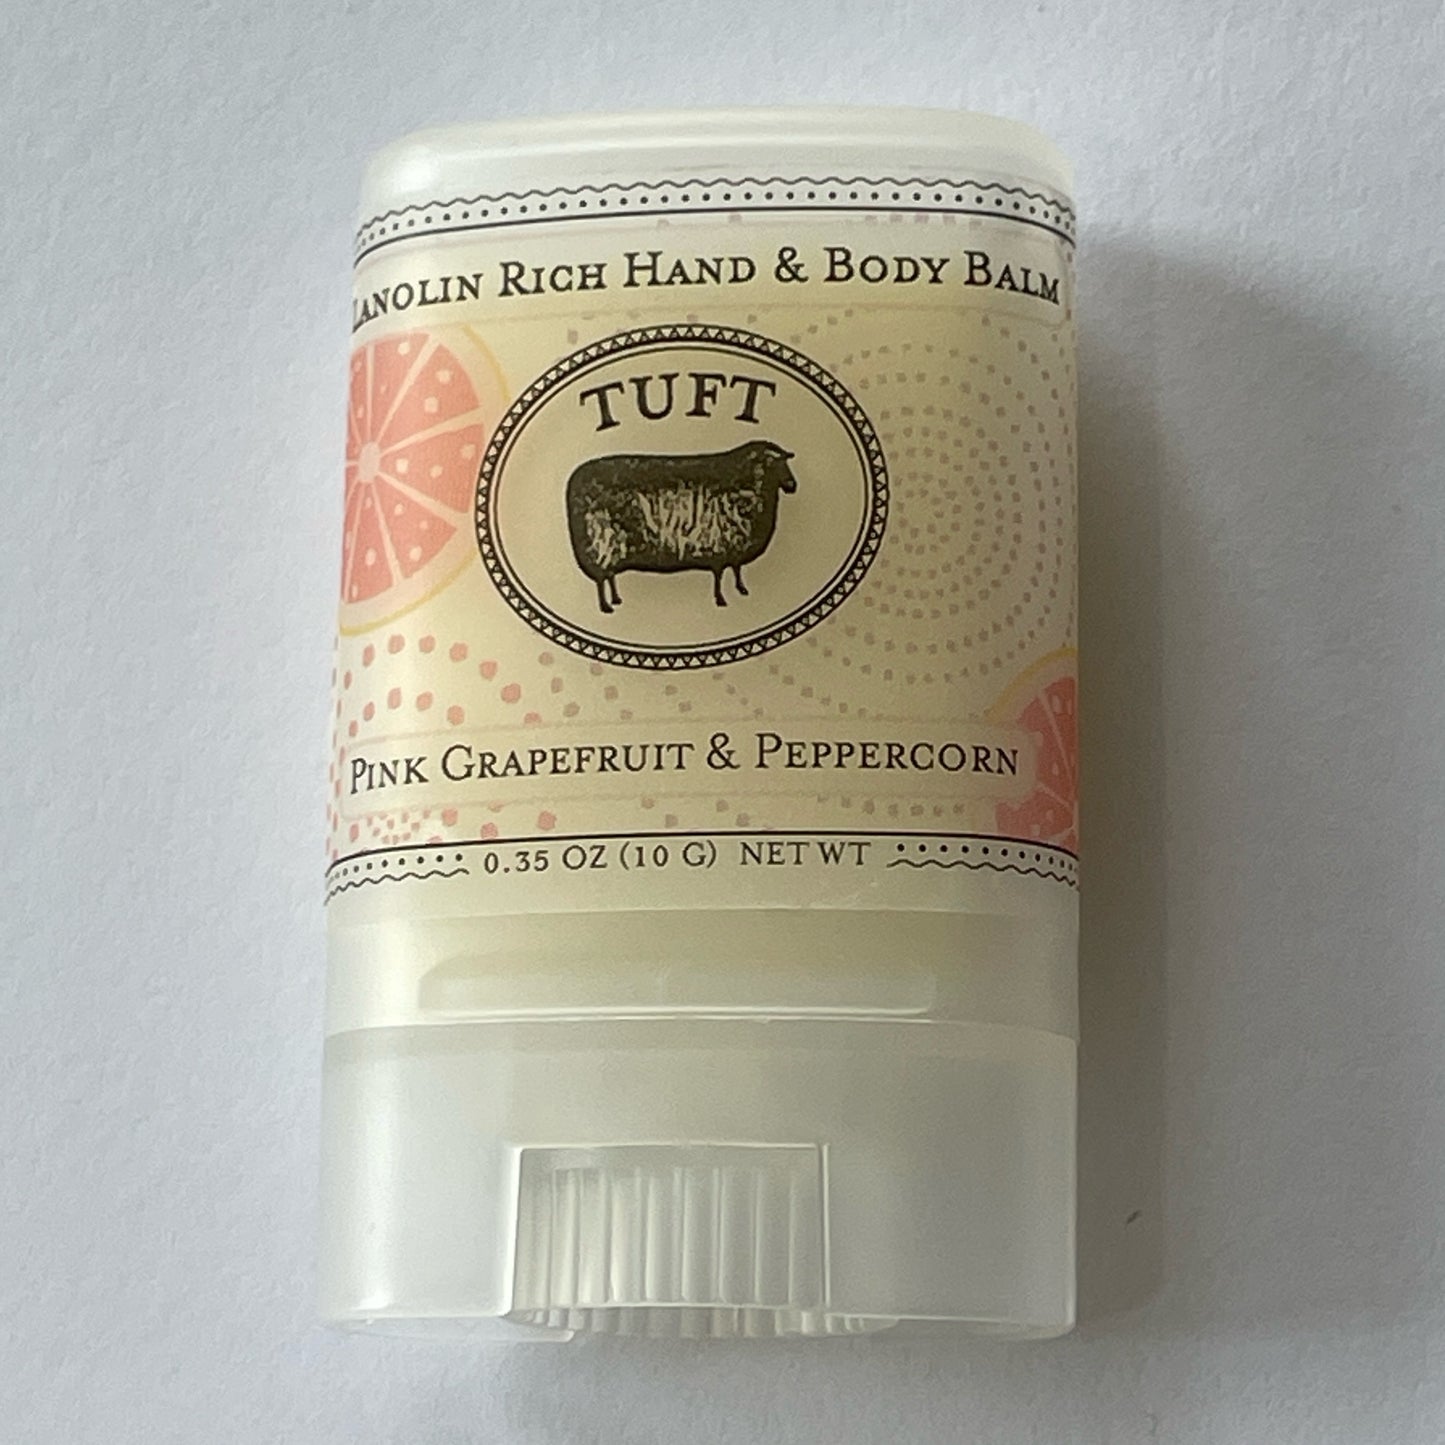 LANOLIN RICH HAND & BODY BALM
TUFT
PINK GRAPEFRUIT & PEPPERCORN
0.35 OZ (10 G) NET WT